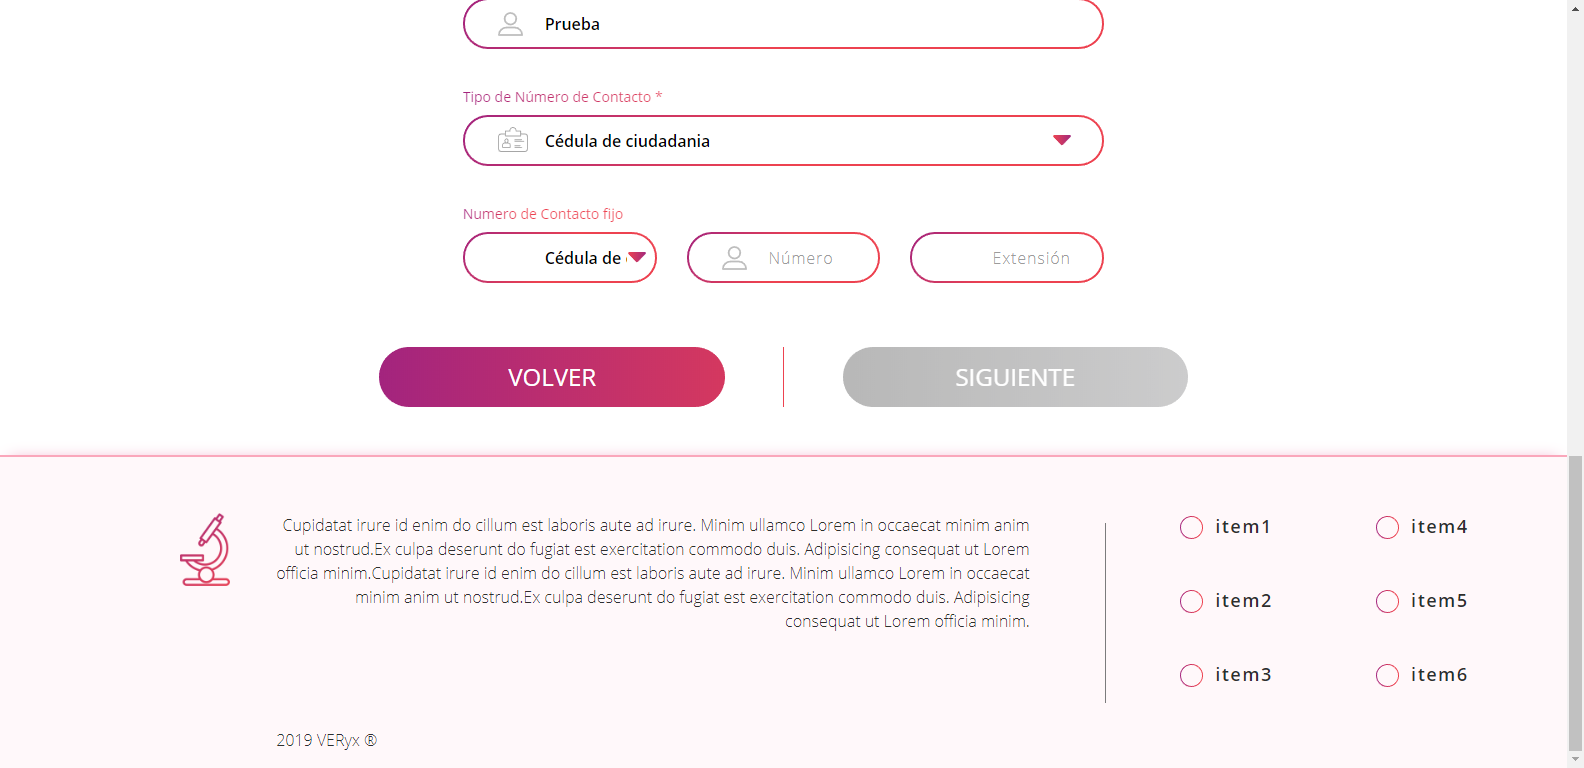 Prueba
Tipo de Número de Contacto *
Cédula de ciudadania
Numero de Contacto fijo
Cédula de
Número
Extensión
VOLVER
SIGUIENTE
Cupidatat irure id enim do cillum est laboris aute ad irure. Minim ullamco Lorem in occaecat minim anim
ut nostrud.Ex culpa deserunt do fugiat est exercitation commodo duis. Adipisicing consequat ut Lorem
officia minim.Cupidatat irure id enim do cillum est laboris aute ad irure. Minim ullamco Lorem in occaecat
minim anim ut nostrud.Ex culpa deserunt do fugiat est exercitation commodo duis. Adipisicing
consequat ut Lorem officia minim.
item1
item4
item2
item5
item3
item6
2019 VERyx ®